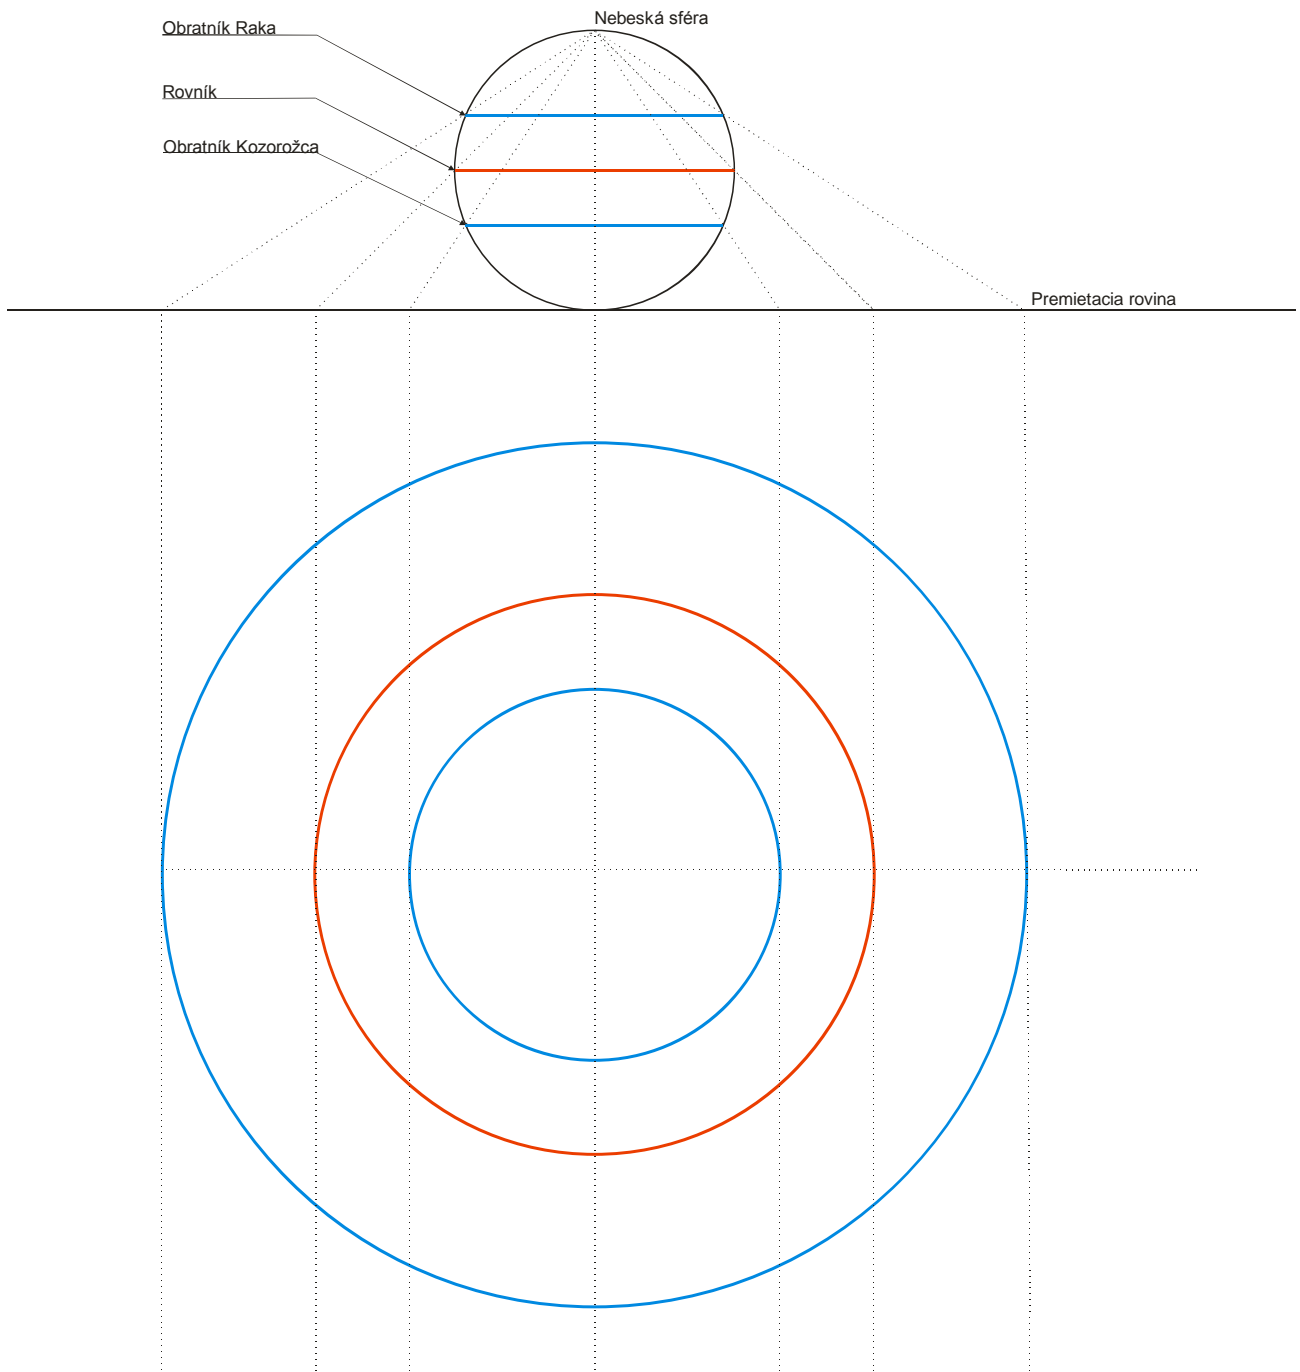 Nebeská sféra
Obratník Raka
Rovník
Obratník Kozorožca
Premietacia rovina